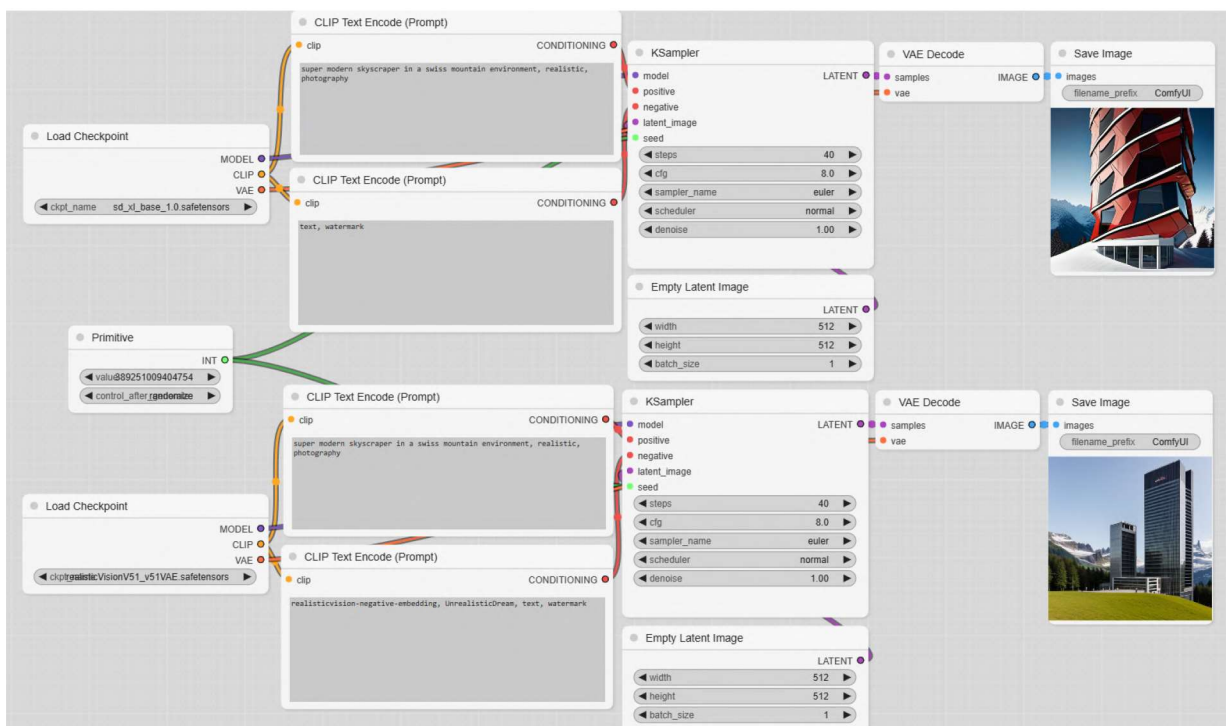 CLIP Text Encode (Prompt)
clip
CONDITIONING
super modern skyscraper in a swiss mountain environment, realistic,
photography
KSampler
model
LATENT
positive
negative
latent_image
seed
steps 40
cfg 8.0
sampler_name euler
scheduler normal
denoise 1.00
VAE Decode
samples
IMAGE
vae
Save Image
images
filename_prefix ComfyUI
Load Checkpoint
MODEL
CLIP
VAE
ckpt_name sd_xl_base_1.0.safetensors
CLIP Text Encode (Prompt)
clip
CONDITIONING
text, watermark
Empty Latent Image
LATENT
width 512
height 512
batch_size 1
Primitive
INT
value 389251009404754
control_after_ randomize
CLIP Text Encode (Prompt)
clip
CONDITIONING
super modern skyscraper in a swiss mountain environment, realistic,
photography
KSampler
model
LATENT
positive
negative
latent_image
seed
steps 40
cfg 8.0
sampler_name euler
scheduler normal
denoise 1.00
VAE Decode
samples
IMAGE
vae
Save Image
images
filename_prefix ComfyUI
Load Checkpoint
MODEL
CLIP
VAE
realisticVisionV51_v51VAE.safetensors
CLIP Text Encode (Prompt)
clip
CONDITIONING
realisticvision-negative-embedding, UnrealisticDream, text, watermark
Empty Latent Image
LATENT
width 512
height 512
batch_size 1